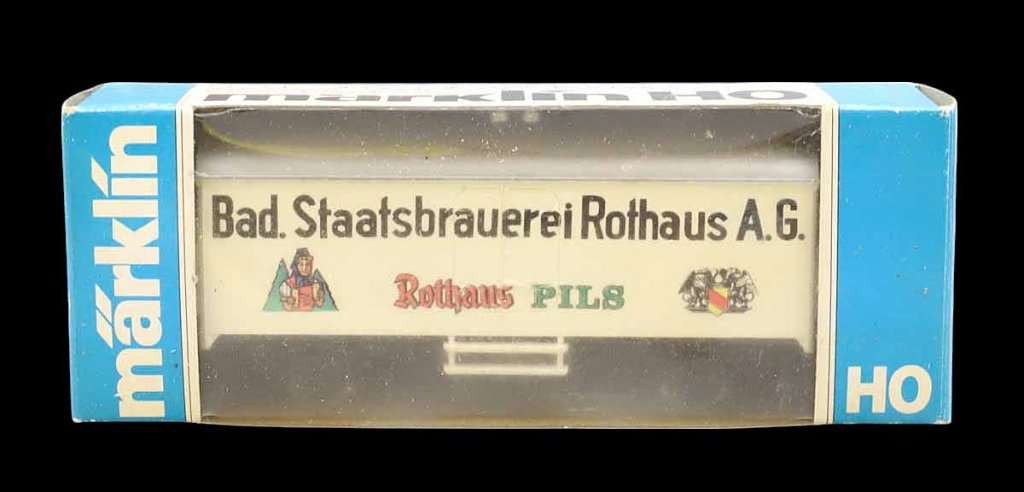 märklin HO
märklin
Bad. Staatsbrauerei Rothaus A.G.
Rothaus PILS
HO